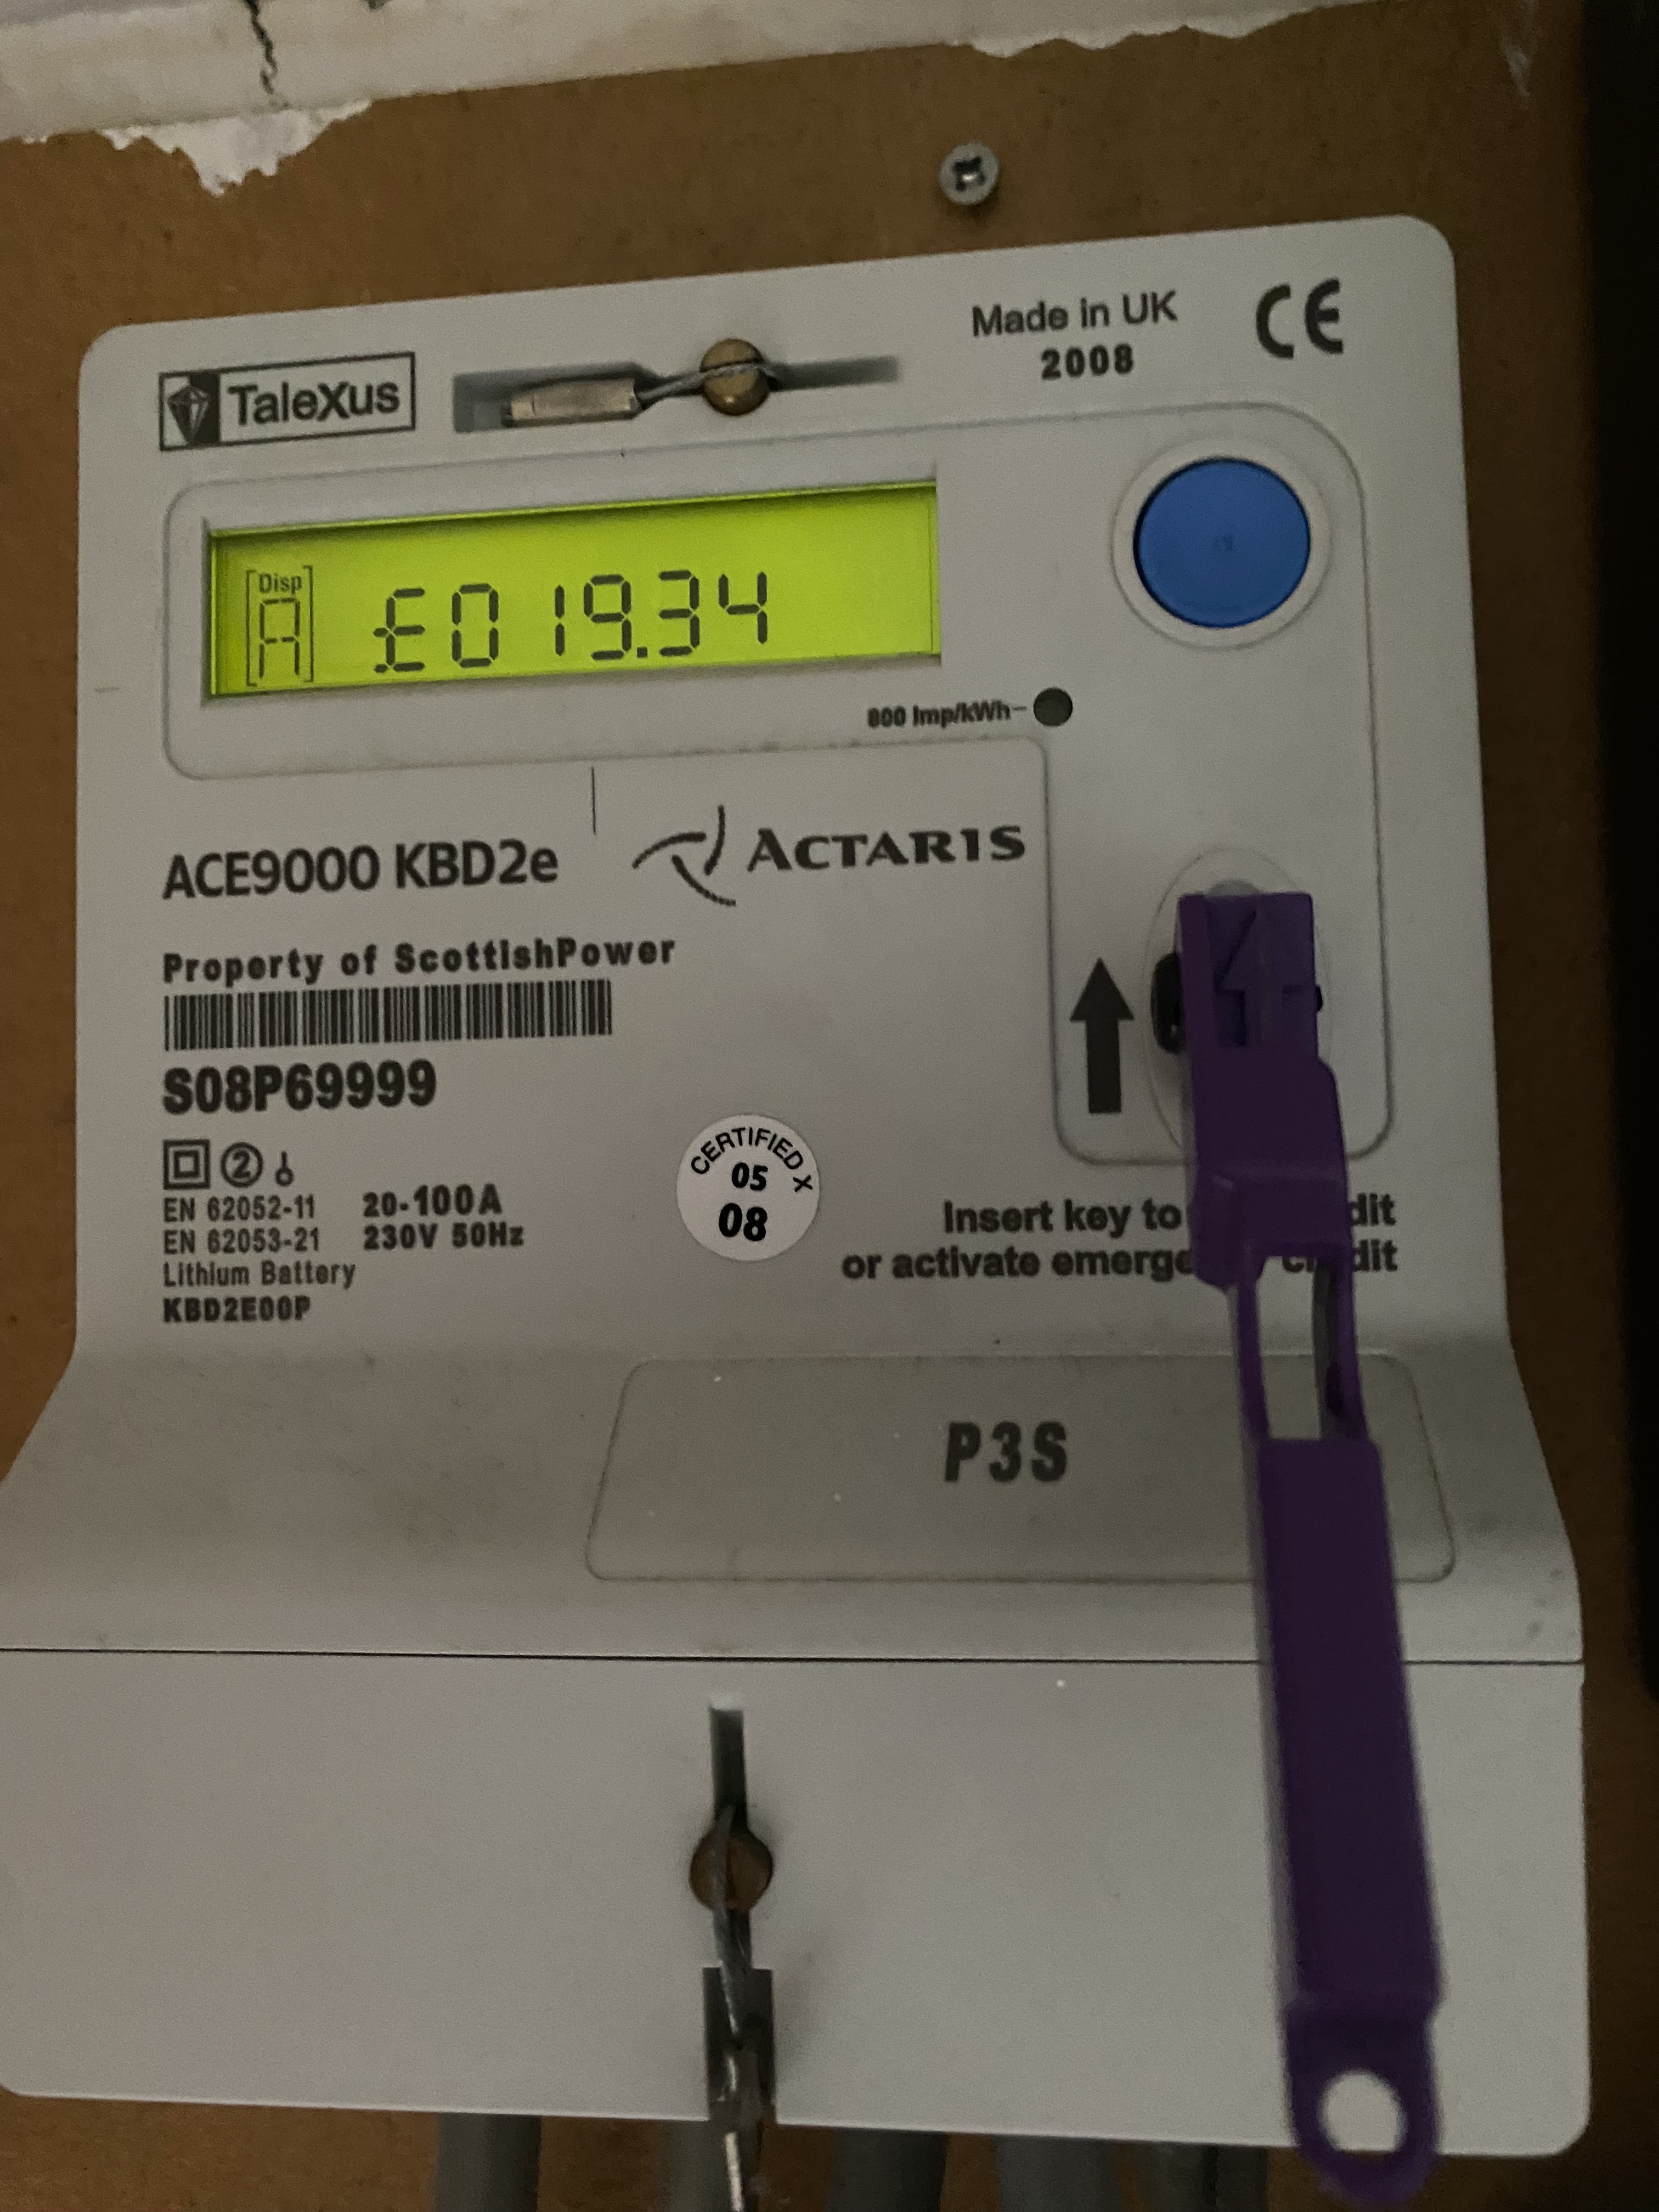 Made in UK
2008
CE
TaleXus
Disp
A £019.34
800 Imp/kWh
ACE9000 KBD2e
ACTARIS
Property of ScottishPower
S08P69999
2
EN 62052-11 20-100A
EN 62053-21 230V 50Hz
Lithium Battery
KBD2E00P
CERTIFIED X
05
08
Insert key to
or activate
P3S